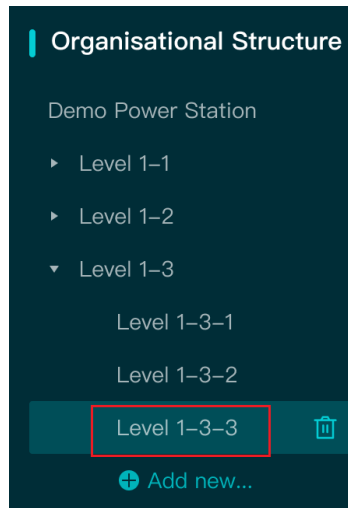 Organisational Structure
Demo Power Station
Level 1–1
Level 1–2
Level 1–3
Level 1–3–1
Level 1–3–2
Level 1–3–3
Add new...